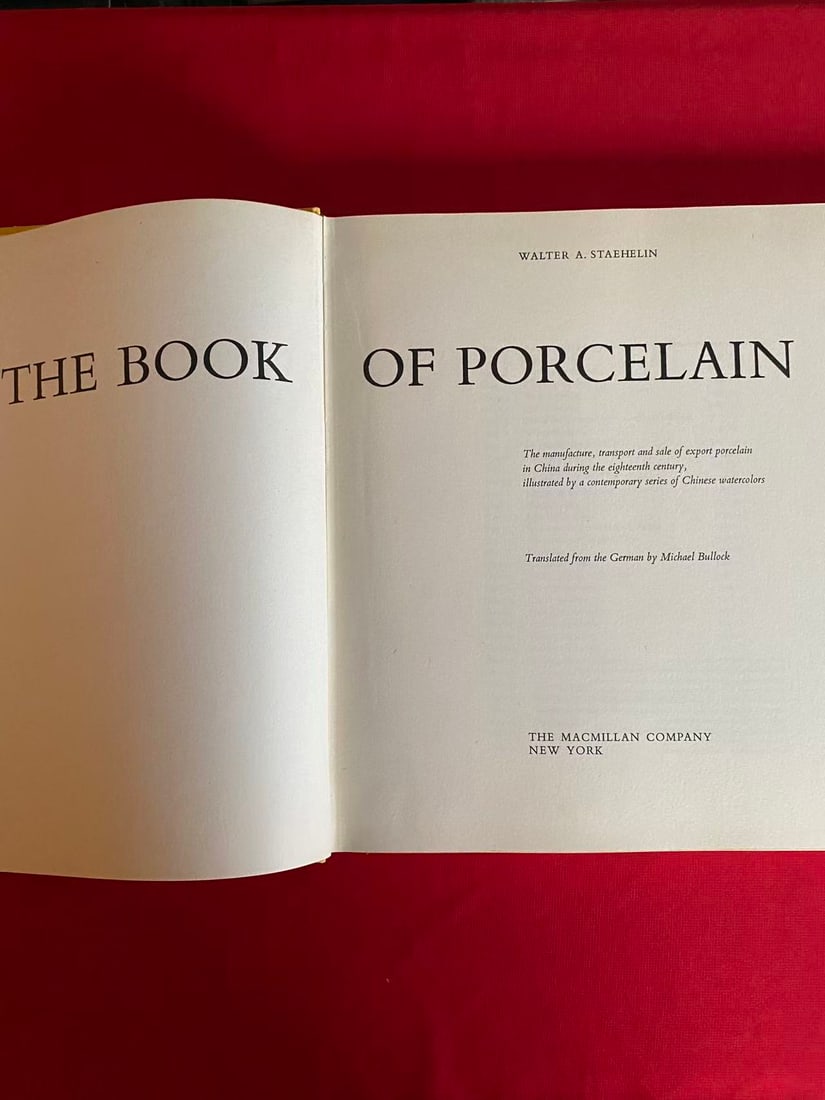 WALTER A. STAEHELIN
THE BOOK OF PORCELAIN
The manufacture, transport and sale of export porcelain
in China during the eighteenth century,
illustrated by a contemporary series of Chinese watercolors
Translated from the German by Michael Bullock
THE MACMILLAN COMPANY
NEW YORK